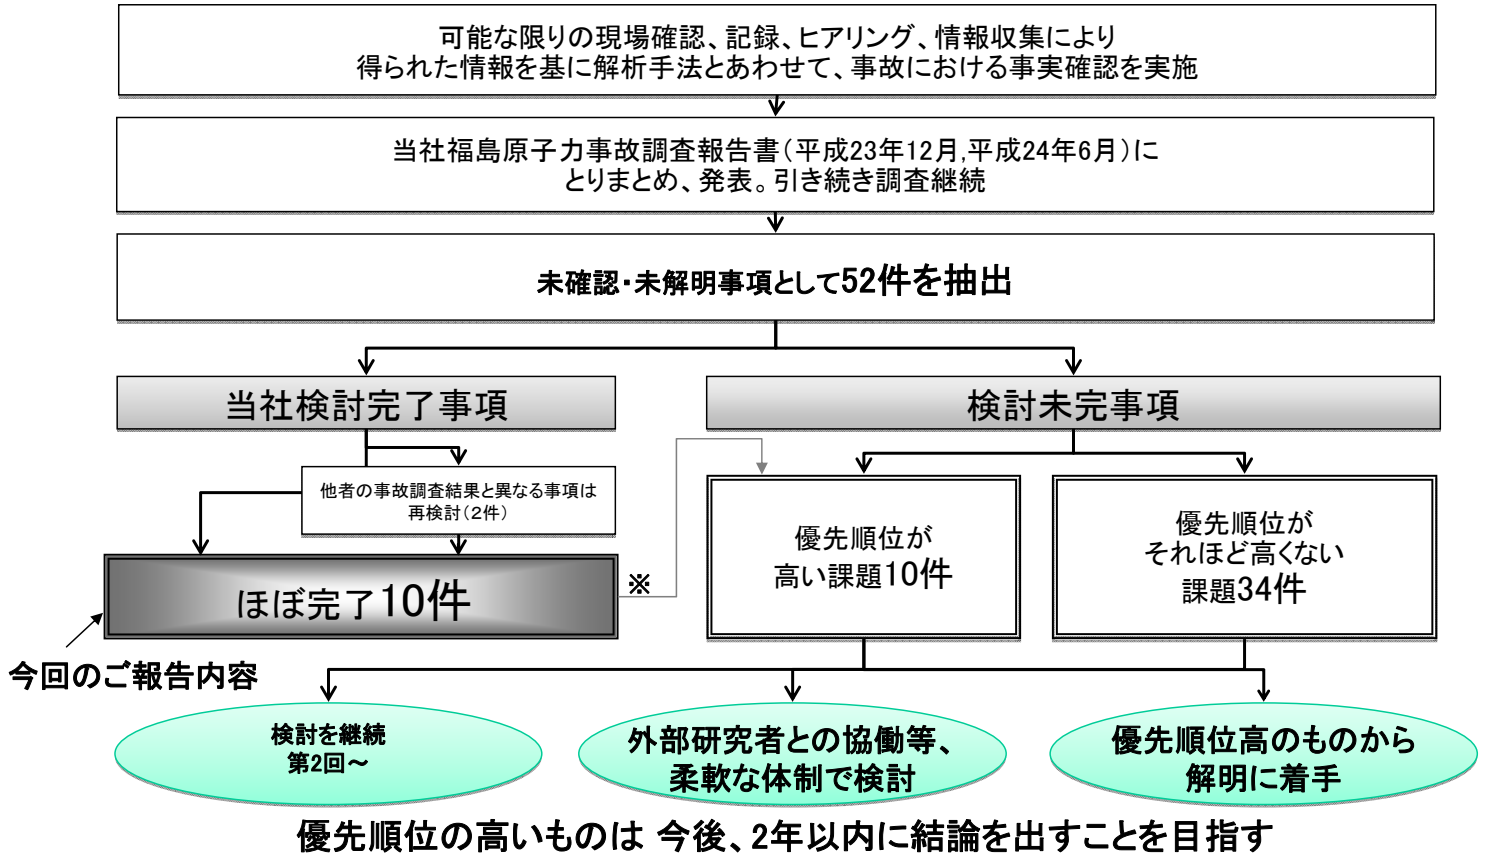 可能な限りの現場確認、記録、ヒアリング、情報収集により
得られた情報を基に解析手法とあわせて、事故における事実確認を実施
当社福島原子力事故調査報告書（平成23年12月,平成24年6月）に
とりまとめ、発表。引き続き調査継続
未確認・未解明事項として52件を抽出
当社検討完了事項
検討未完事項
他者の事故調査結果と異なる事項は
再検討（2件）
優先順位が
高い課題10件
優先順位が
それほど高くない
課題34件
ほぼ完了10件
※
今回のご報告内容
検討を継続
第2回～
外部研究者との協働等、
柔軟な体制で検討
優先順位高のものから
解明に着手
優先順位の高いものは 今後、2年以内に結論を出すことを目指す